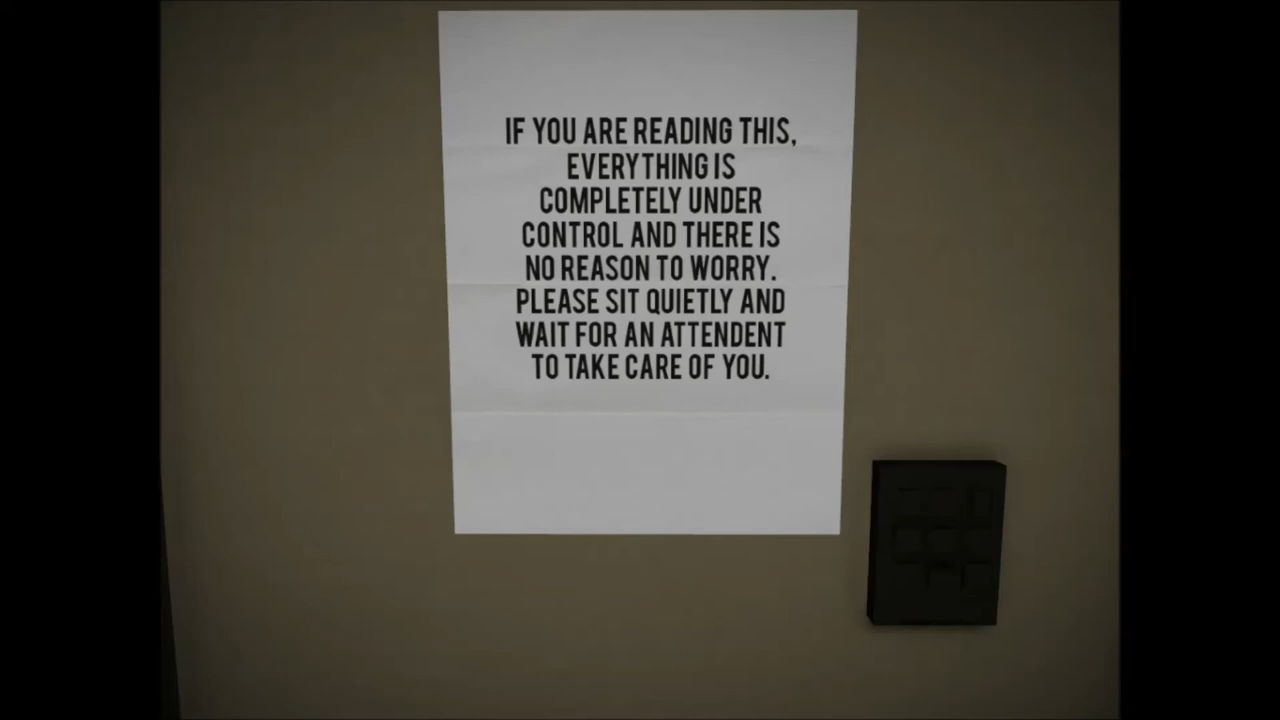 IF YOU ARE READING THIS,
EVERYTHING IS
COMPLETELY UNDER
CONTROL AND THERE IS
NO REASON TO WORRY.
PLEASE SIT QUIETLY AND
WAIT FOR AN ATTENDENT
TO TAKE CARE OF YOU.